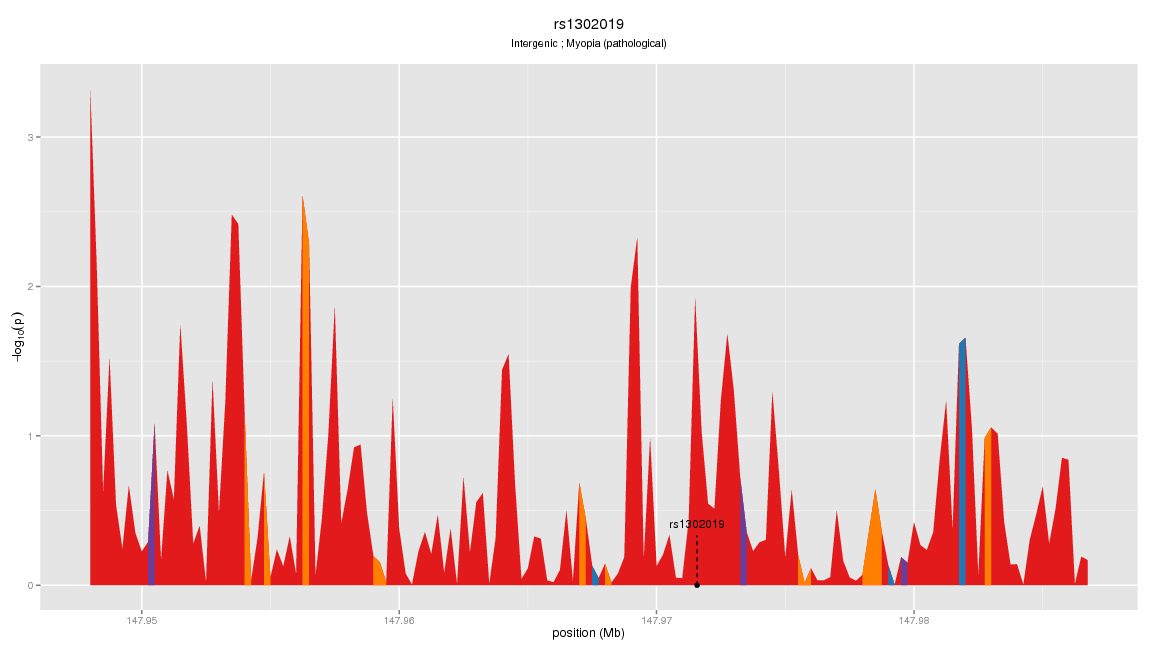 rs1302019
Intergenic ; Myopia (pathological)
3
2
1
0
−log10(p)
rs1302019
147.95 147.96 147.97 147.98
position (Mb)